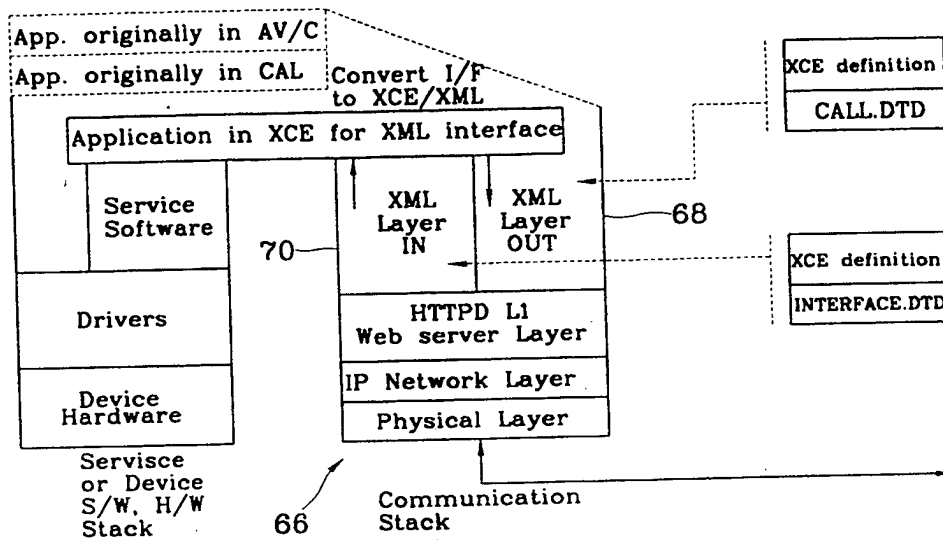 App. originally in AV/C
App. originally in CAL
Convert I/F
to XCE/XML
Application in XCE for XML interface
Service
Software
Drivers
Device
Hardware
Servisce
or Device
S/W, H/W
Stack
XML
Layer
IN
XML
Layer
OUT
HTTPD L1
Web server Layer
IP Network Layer
Physical Layer
Communication
Stack
70
68
66
XCE definition
CALL.DTD
XCE definition
INTERFACE.DTD